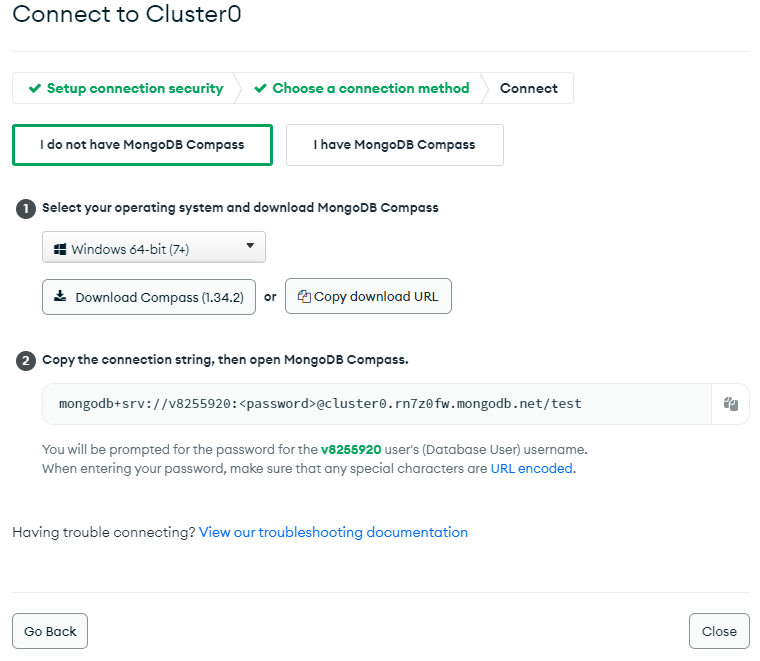 Connect to Cluster0
✔ Setup connection security ✔ Choose a connection method Connect
I do not have MongoDB Compass I have MongoDB Compass
1 Select your operating system and download MongoDB Compass
Windows 64-bit (7+)
Download Compass (1.34.2) or Copy download URL
2 Copy the connection string, then open MongoDB Compass.
mongodb+srv://v8255920:<password>@cluster0.rn7z0fw.mongodb.net/test
You will be prompted for the password for the v8255920 user's (Database User) username.
When entering your password, make sure that any special characters are URL encoded.
Having trouble connecting? View our troubleshooting documentation
Go Back Close